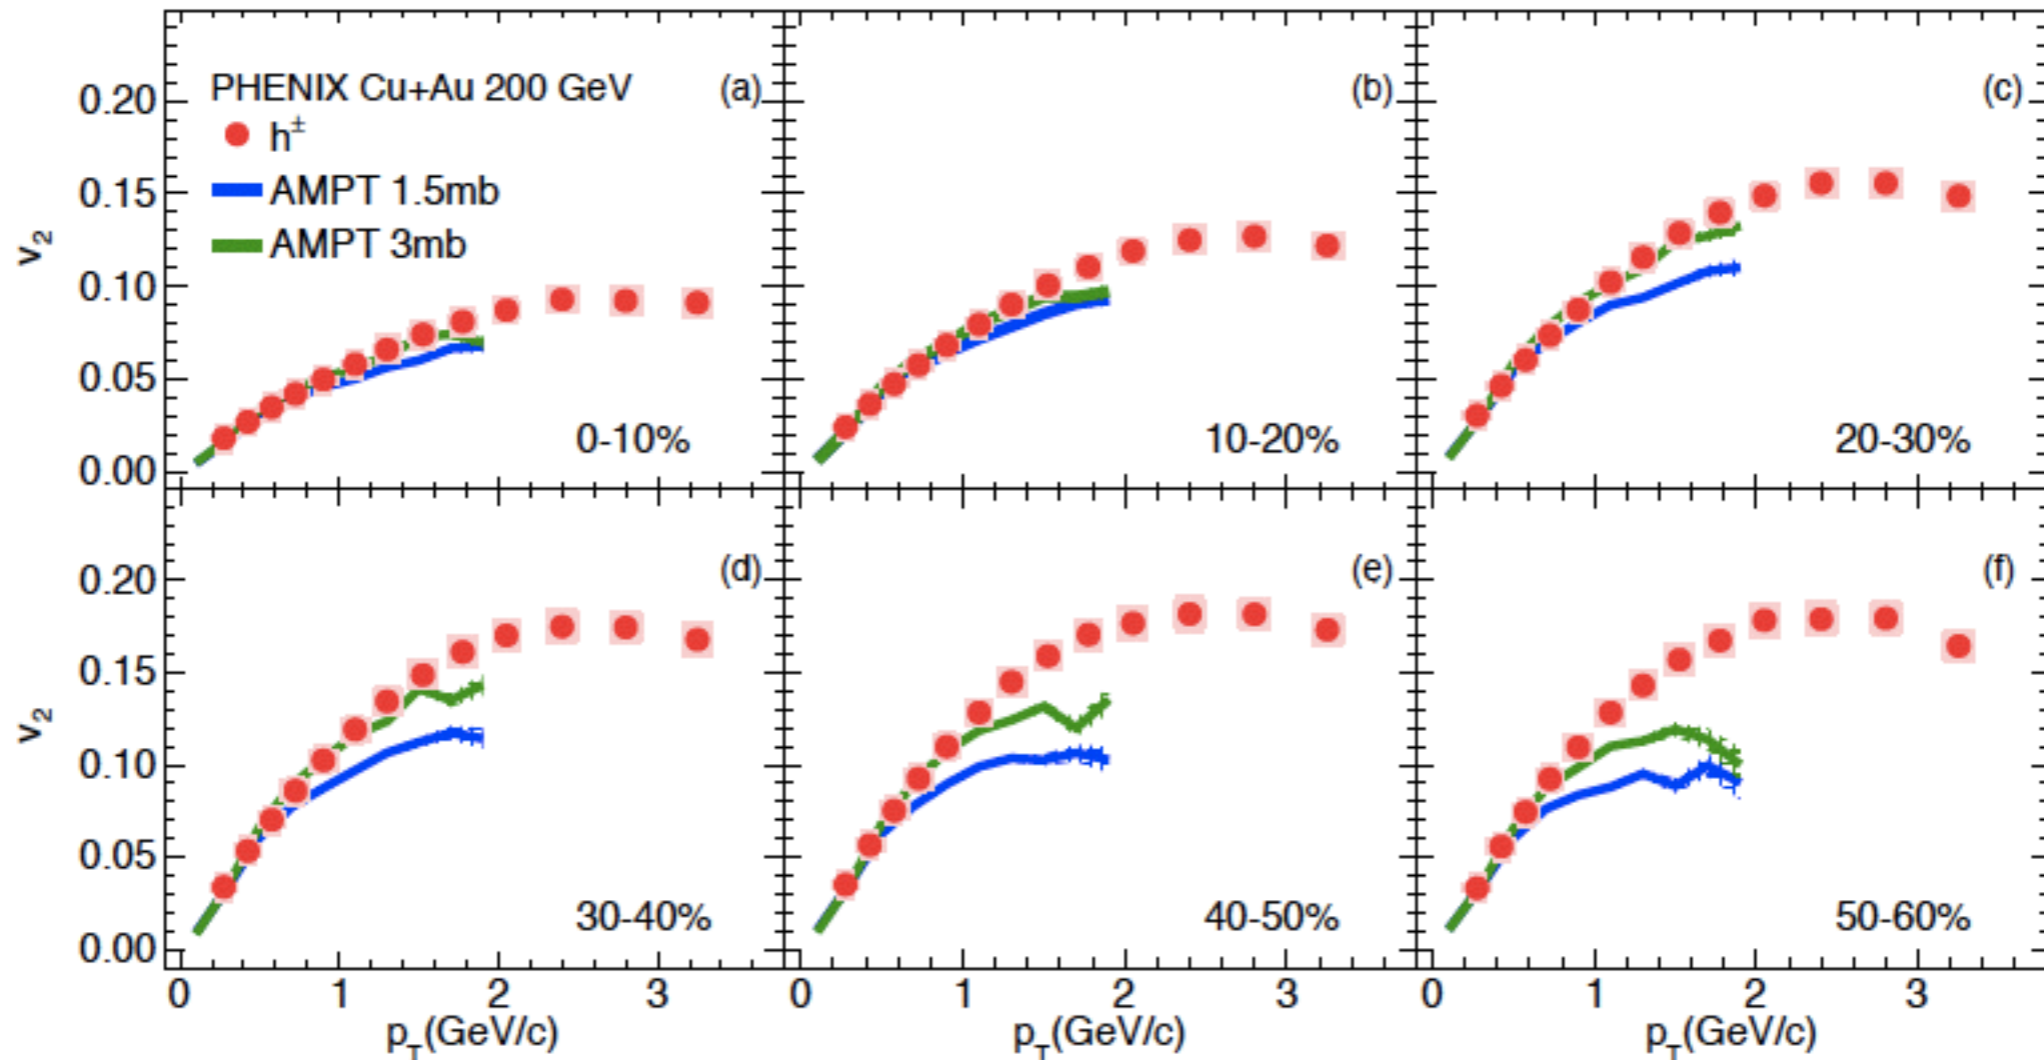 PHENIX Cu+Au 200 GeV
h±
AMPT 1.5mb
AMPT 3mb
(a)
(b)
(c)
0.20
0.15
0.10
0.05
0.00
v₂
0-10%
10-20%
20-30%
(d)
(e)
(f)
0.20
0.15
0.10
0.05
0.00
v₂
30-40%
40-50%
50-60%
0 1 2 3
0 1 2 3
0 1 2 3
p_T(GeV/c)
p_T(GeV/c)
p_T(GeV/c)